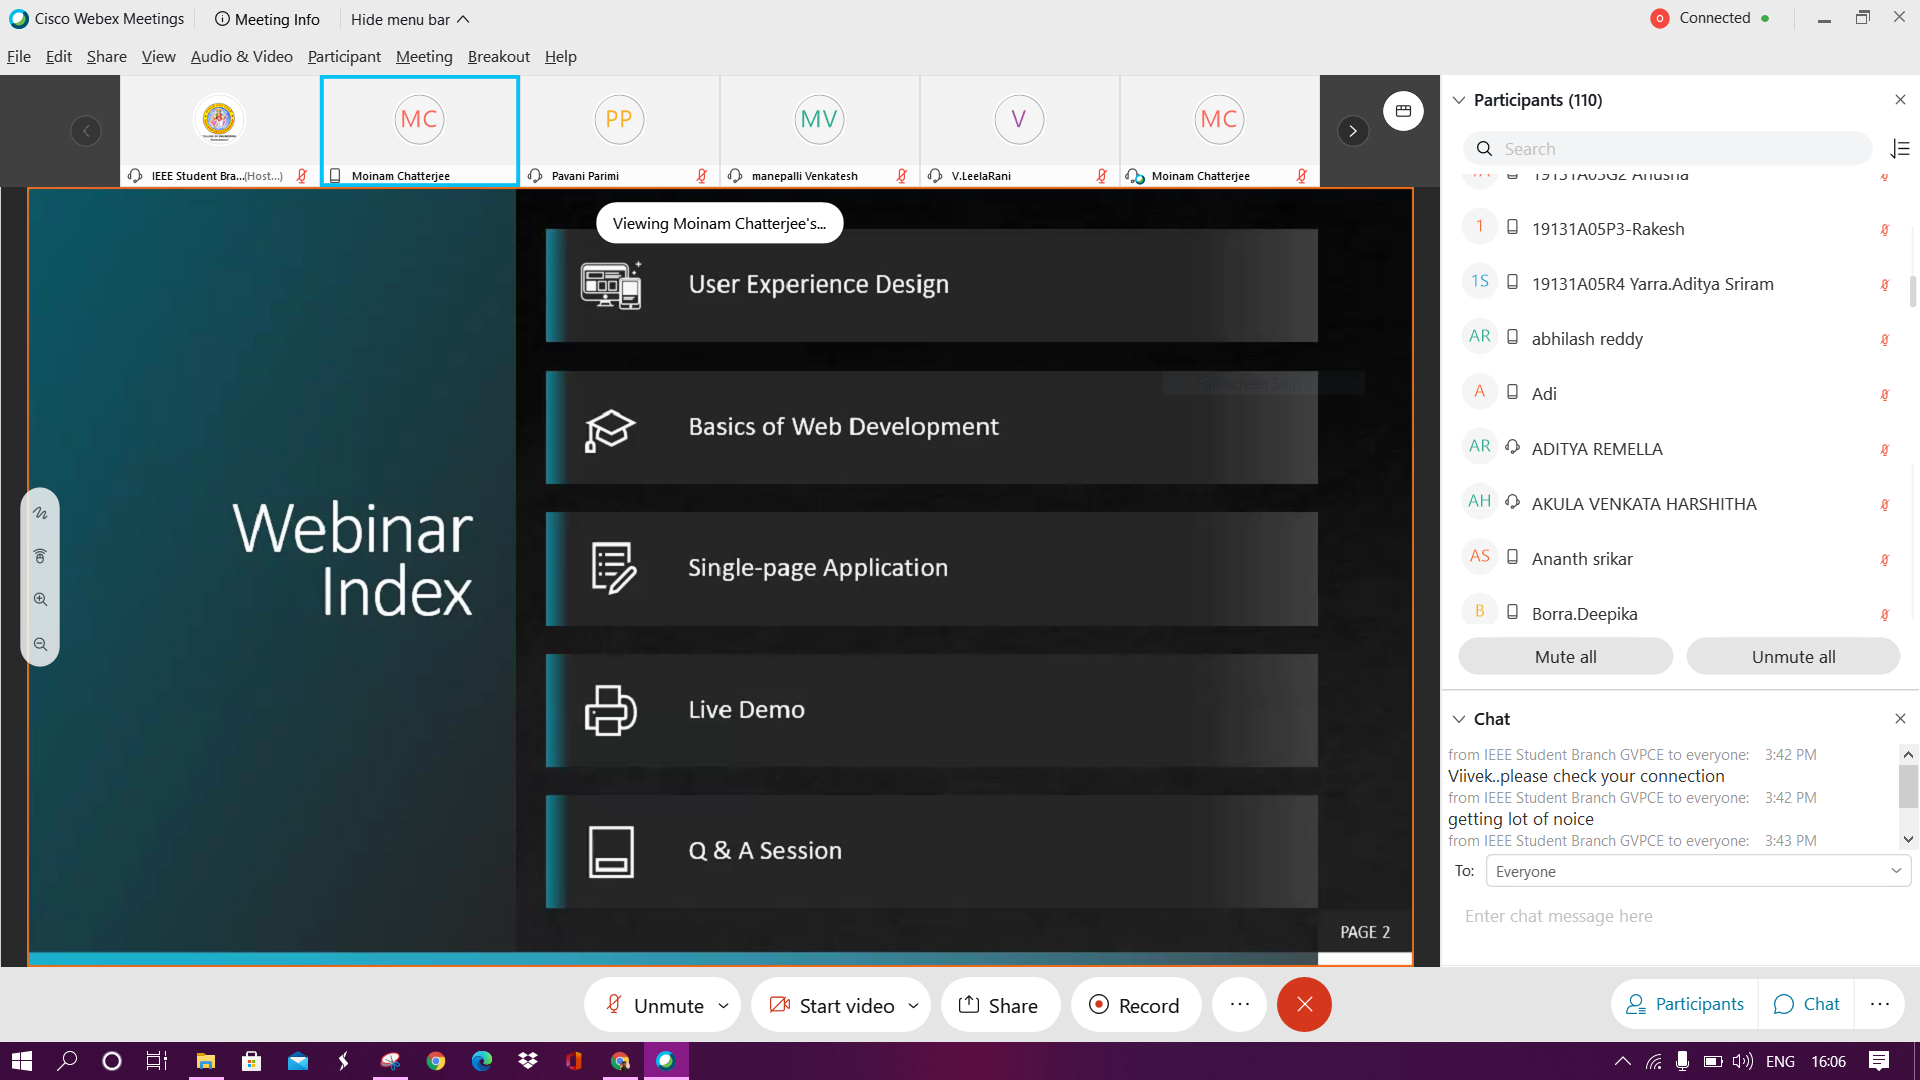 Cisco Webex Meetings
Meeting Info
Hide menu bar
Connected
File Edit Share View Audio & Video Participant Meeting Breakout Help
MC
PP
MV
V
MC
IEEE Student Bra...(Host...)
Moinam Chatterjee
Pavani Parimi
manepalli Venkatesh
V.LeelaRani
Moinam Chatterjee
Viewing Moinam Chatterjee's...
Webinar
Index
User Experience Design
Basics of Web Development
Full-screen Snip
Single-page Application
Live Demo
Q & A Session
PAGE 2
Participants (110)
Search
19131A05G2 Anusha
1 19131A05P3-Rakesh
1S 19131A05R4 Yarra.Aditya Sriram
AR abhilash reddy
A Adi
AR ADITYA REMELLA
AH AKULA VENKATA HARSHITHA
AS Ananth srikar
B Borra.Deepika
Mute all
Unmute all
Chat
from IEEE Student Branch GVPCE to everyone: 3:42 PM
Viivek..please check your connection
from IEEE Student Branch GVPCE to everyone: 3:42 PM
getting lot of noice
from IEEE Student Branch GVPCE to everyone: 3:43 PM
To: Everyone
Enter chat message here
Unmute
Start video
Share
Record
Participants
Chat
ENG
16:06